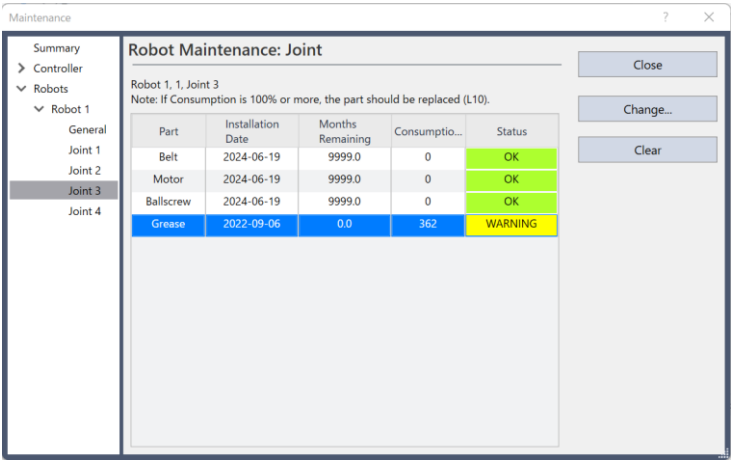 Maintenance
Summary
Controller
Robots
Robot 1
General
Joint 1
Joint 2
Joint 3
Joint 4
Robot Maintenance: Joint
Robot 1, 1, Joint 3
Note: If Consumption is 100% or more, the part should be replaced (L10).
Part Installation Date Months Remaining Consumptio... Status
Belt 2024-06-19 9999.0 0 OK
Motor 2024-06-19 9999.0 0 OK
Ballscrew 2024-06-19 9999.0 0 OK
Grease 2022-09-06 0.0 362 WARNING
Close
Change...
Clear